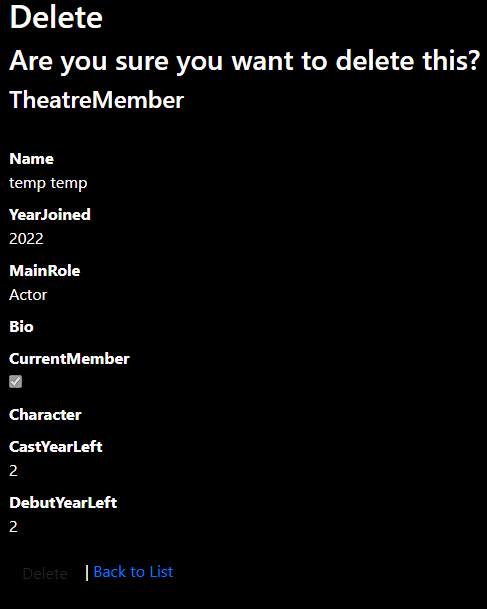 Delete
Are you sure you want to delete this?
TheatreMember
Name
temp temp
YearJoined
2022
MainRole
Actor
Bio
CurrentMember
Character
CastYearLeft
2
DebutYearLeft
2
Delete | Back to List